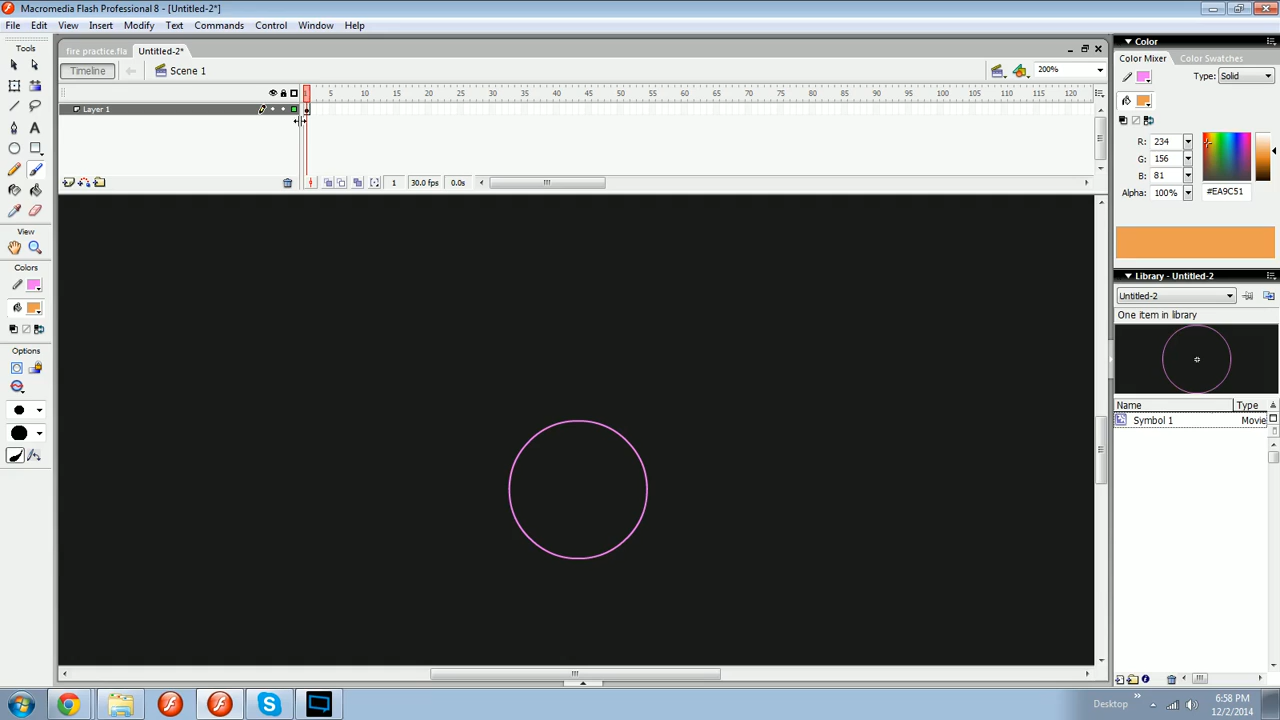 Macromedia Flash Professional 8 - [Untitled-2*]
File Edit View Insert Modify Text Commands Control Window Help
Tools
fire practice.fla Untitled-2*
Color
Timeline Scene 1 200%
Color Mixer Color Swatches
Type: Solid
5 10 15 20 25 30 35 40 45 50 55 60 65 70 75 80 85 90 95 100 105 110 115 120
Layer 1
R: 234
G: 156
B: 81
Alpha: 100% #EA9C51
1 30.0 fps 0.0s
View
Colors
Options
Library - Untitled-2
Untitled-2
One item in library
Name Type
Symbol 1 Movie
Desktop
6:58 PM
12/2/2014